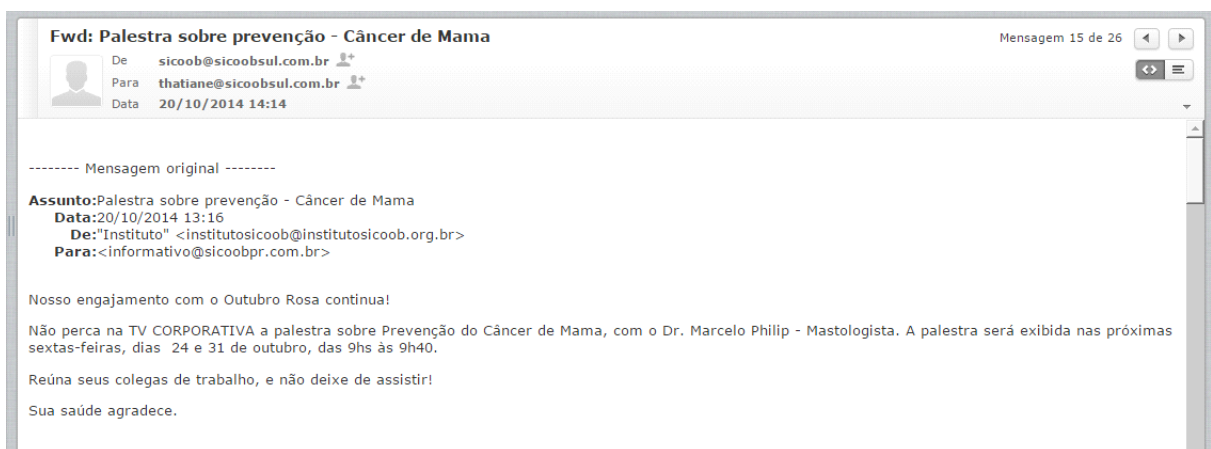 Fwd: Palestra sobre prevenção - Câncer de Mama
Mensagem 15 de 26
De sicoob@sicoobsul.com.br
Para thatiane@sicoobsul.com.br
Data 20/10/2014 14:14
-------- Mensagem original --------
Assunto:Palestra sobre prevenção - Câncer de Mama
Data:20/10/2014 13:16
De:"Instituto" <institutosicoob@institutosicoob.org.br>
Para:<informativo@sicoobpr.com.br>
Nosso engajamento com o Outubro Rosa continua!
Não perca na TV CORPORATIVA a palestra sobre Prevenção do Câncer de Mama, com o Dr. Marcelo Philip - Mastologista. A palestra será exibida nas próximas
sextas-feiras, dias  24 e 31 de outubro, das 9hs às 9h40.
Reúna seus colegas de trabalho, e não deixe de assistir!
Sua saúde agradece.